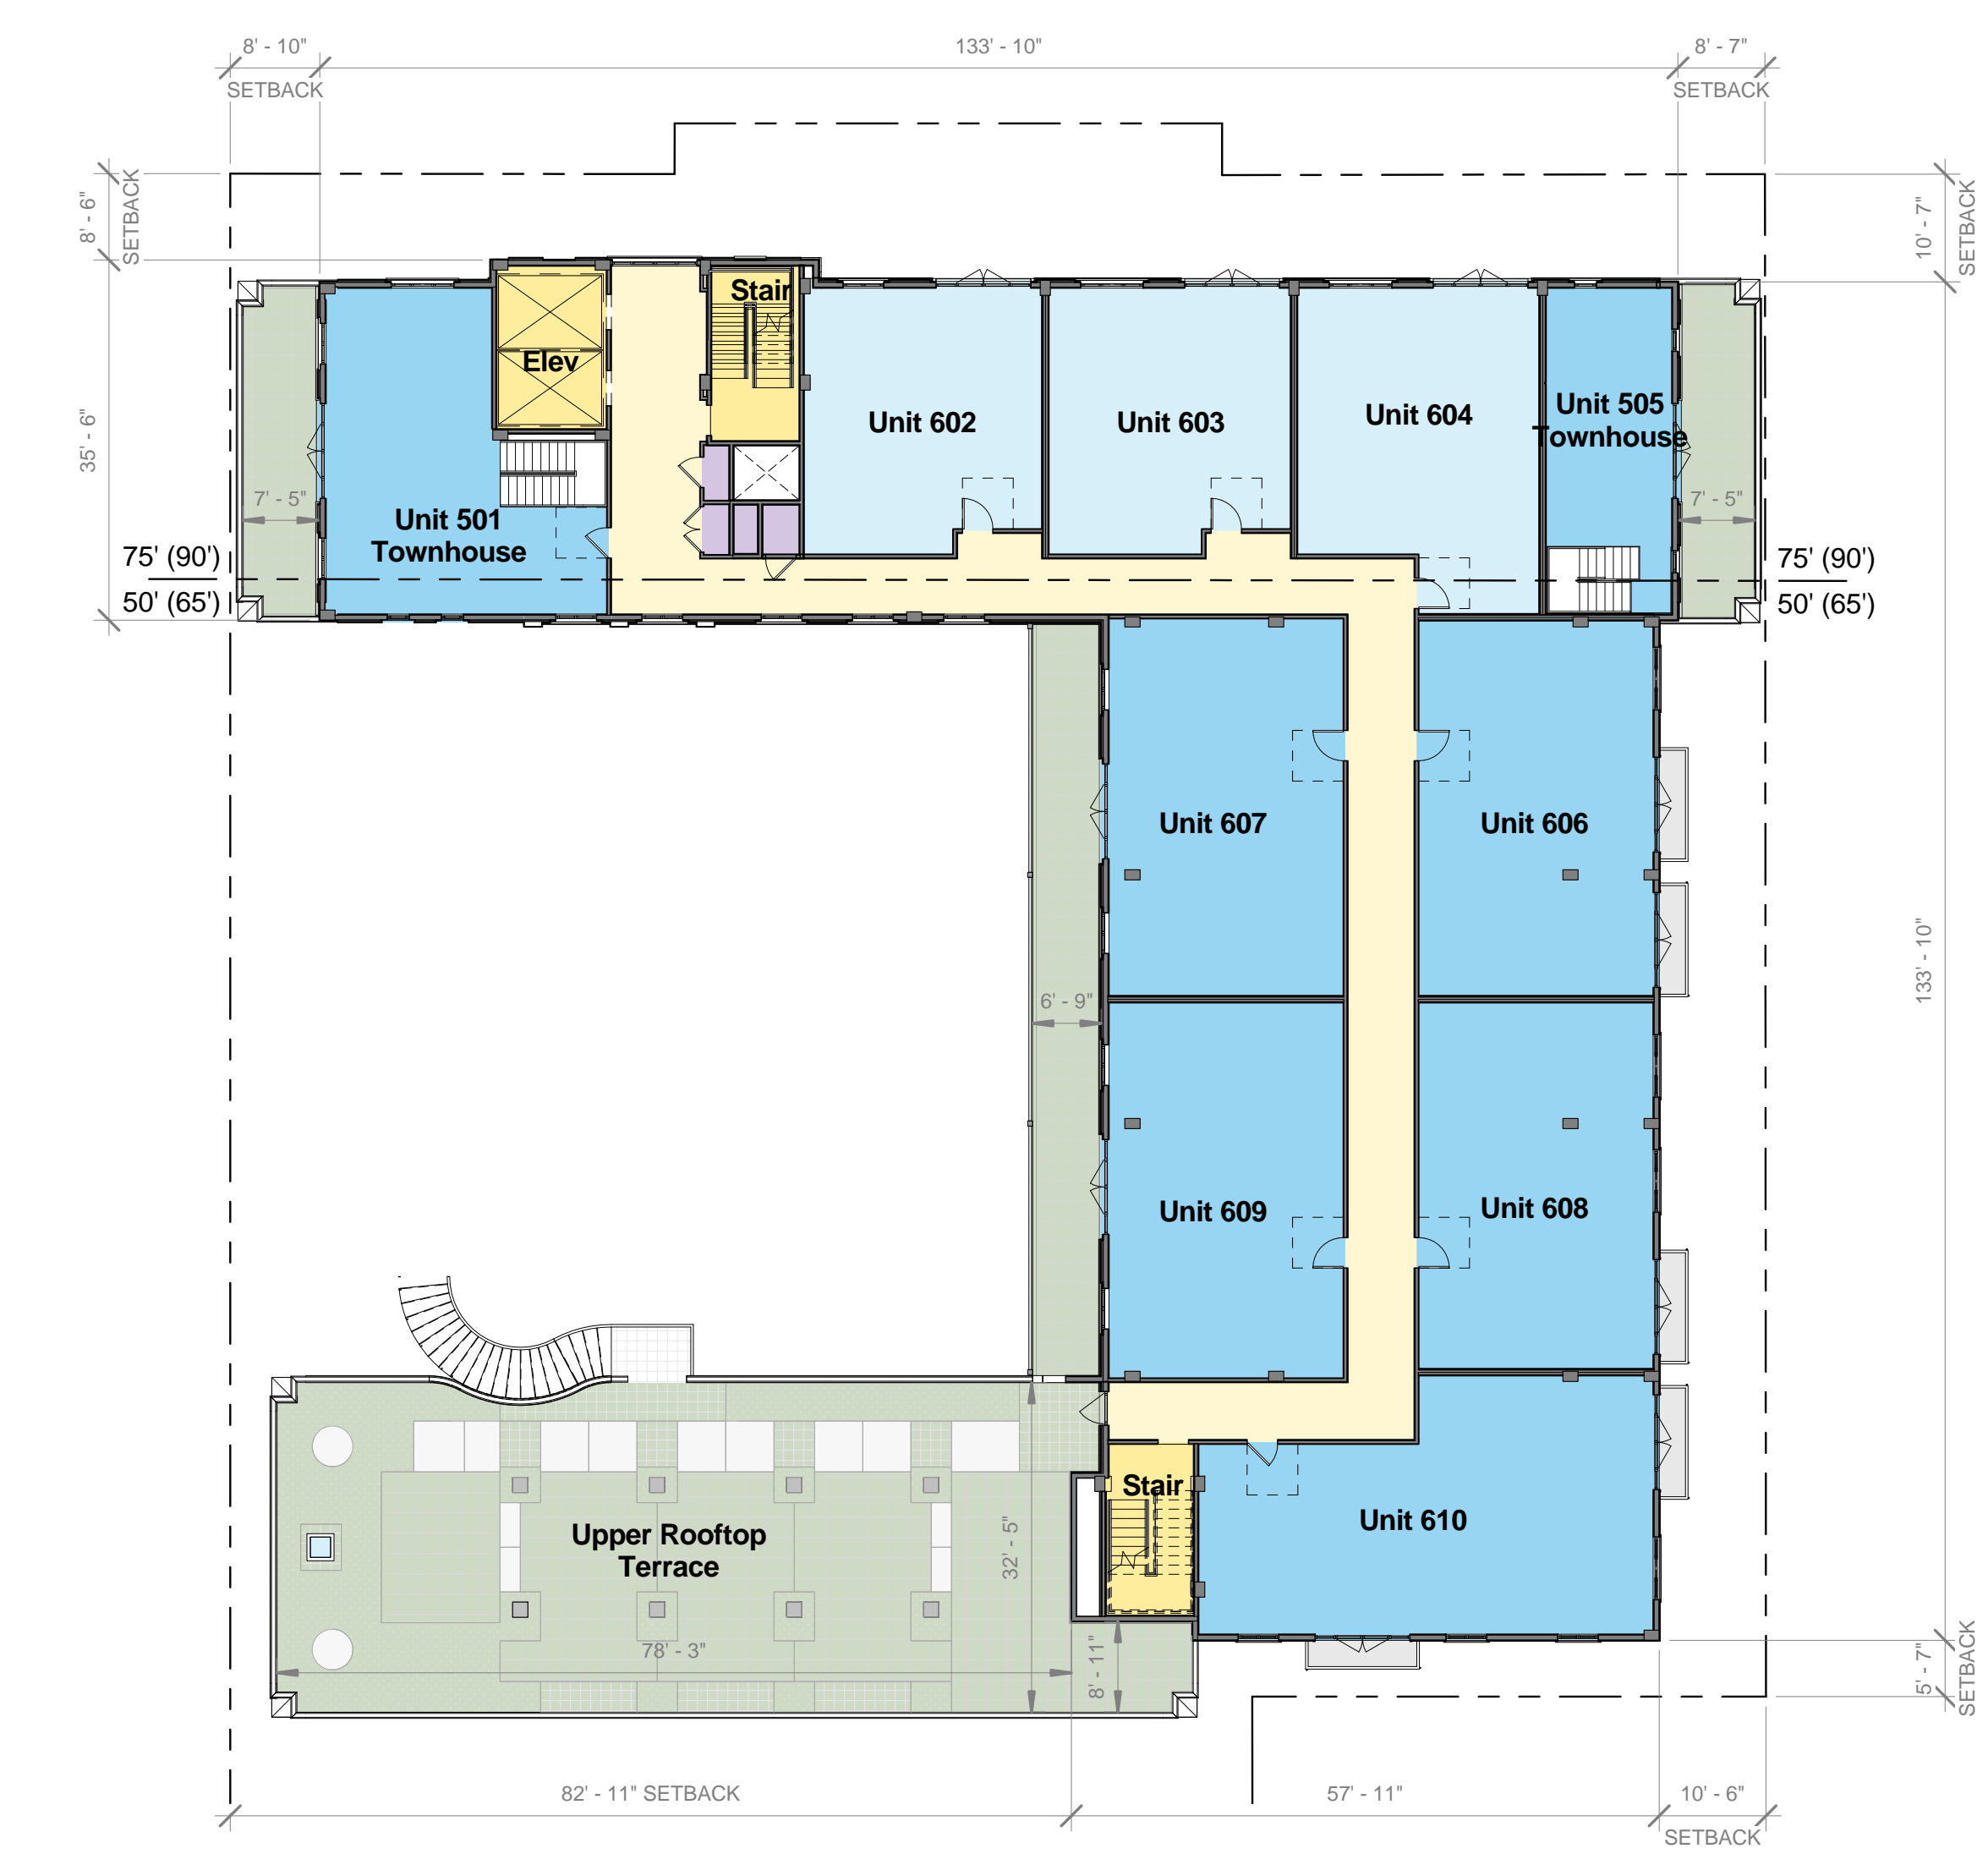 8' - 10"
133' - 10"
8' - 7"
SETBACK
SETBACK
8' - 6"
SETBACK
10' - 7"
SETBACK
Stair
Elev
35' - 6"
Unit 602
Unit 603
Unit 604
Unit 505
Townhouse
7' - 5"
7' - 5"
Unit 501
Townhouse
75' (90')
75' (90')
50' (65')
50' (65')
Unit 607
Unit 606
133' - 10"
6' - 9"
Unit 609
Unit 608
Stair
Unit 610
Upper Rooftop
Terrace
32' - 5"
78' - 3"
8' - 11"
5' - 7"
SETBACK
82' - 11" SETBACK
57' - 11"
10' - 6"
SETBACK